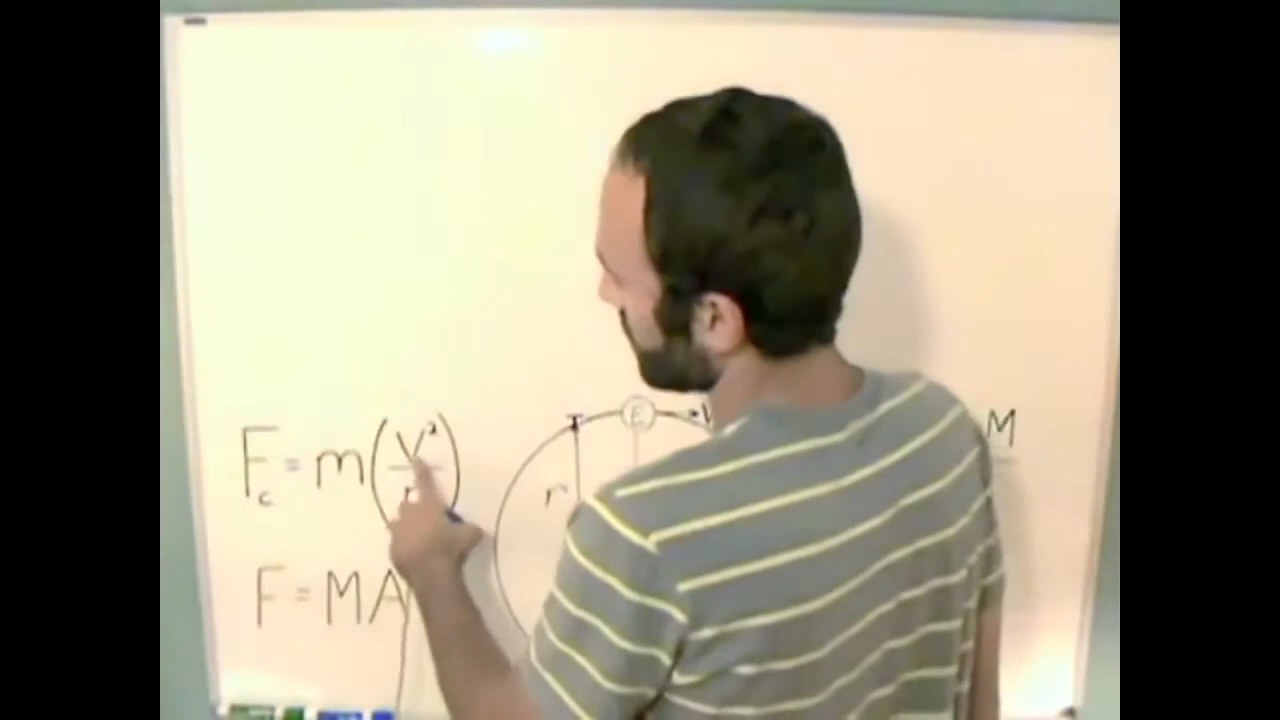 F_c = m(v²/r)
E
r
M
F = MA